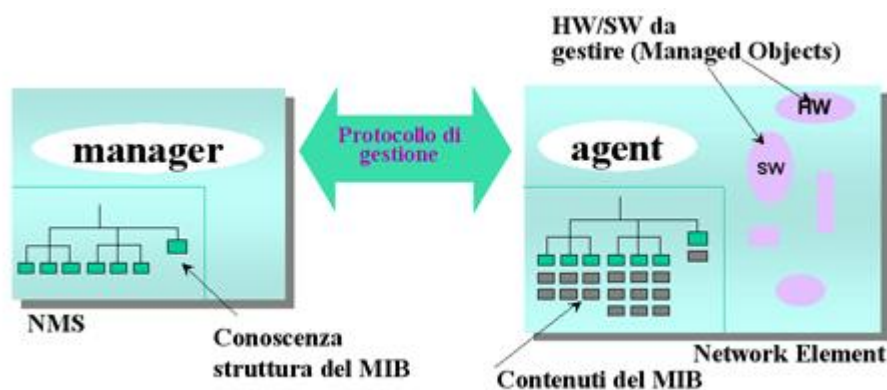 HW/SW da
gestire (Managed Objects)
HW
manager
Protocollo di
gestione
agent
SW
NMS
Conoscenza
struttura del MIB
Network Element
Contenuti del MIB